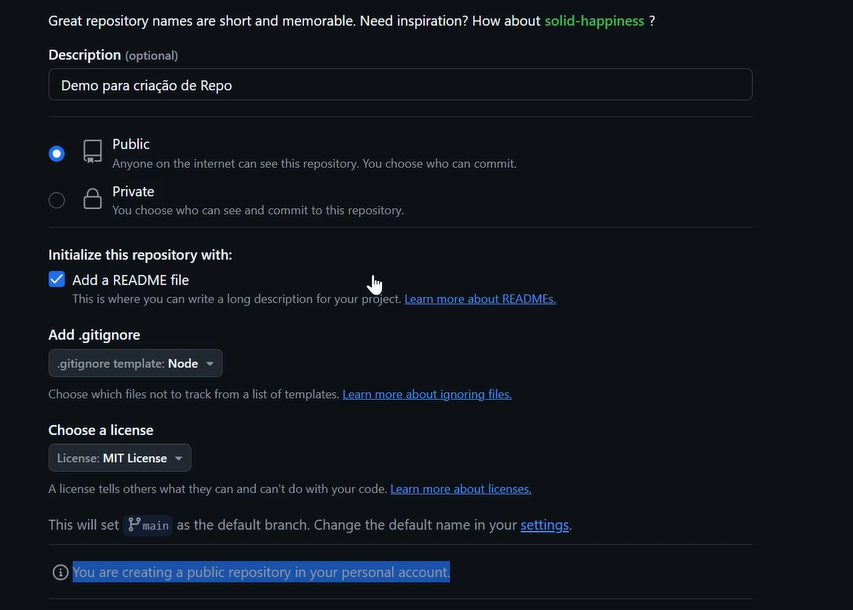 Great repository names are short and memorable. Need inspiration? How about solid-happiness ?
Description (optional)
Demo para criação de Repo
Public
Anyone on the internet can see this repository. You choose who can commit.
Private
You choose who can see and commit to this repository.
Initialize this repository with:
Add a README file
This is where you can write a long description for your project. Learn more about READMEs.
Add .gitignore
.gitignore template: Node
Choose which files not to track from a list of templates. Learn more about ignoring files.
Choose a license
License: MIT License
A license tells others what they can and can't do with your code. Learn more about licenses.
This will set main as the default branch. Change the default name in your settings.
You are creating a public repository in your personal account.